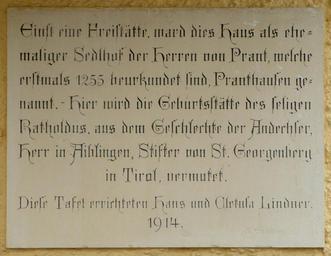 Einst eine Freistätte, ward dies Haus als ehe=
maliger Sedlhof der Herren von Prant, welche
erstmals 1255 beurkundet sind, Pranthausen ge=
nannt. - Hier wird die Geburtsstätte des seligen
Ratholdus, aus dem Geschlechte der Andechser,
Herr in Aiblingen, Stifter von St. Georgenberg
in Tirol, vermutet.
Diese Tafel errichteten Hans und Cletusa Lindner.
1914.